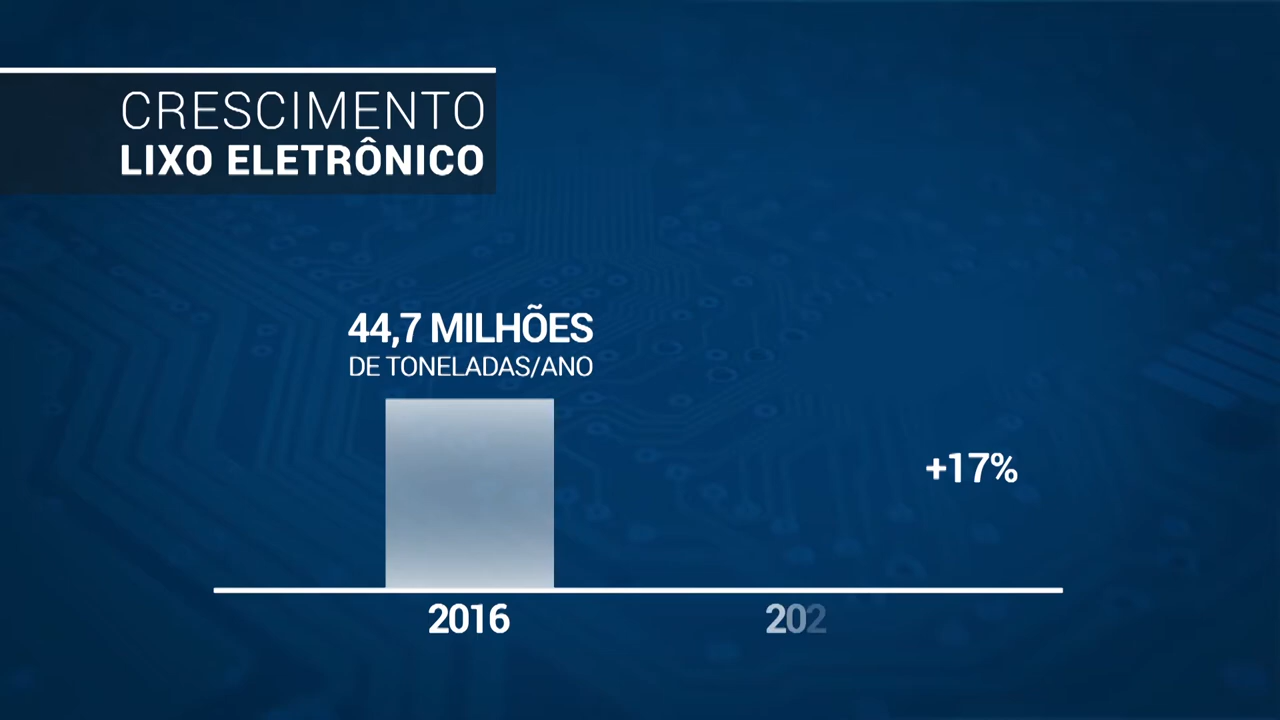 CRESCIMENTO
LIXO ELETRÔNICO
44,7 MILHÕES
DE TONELADAS/ANO
+17%
2016
202